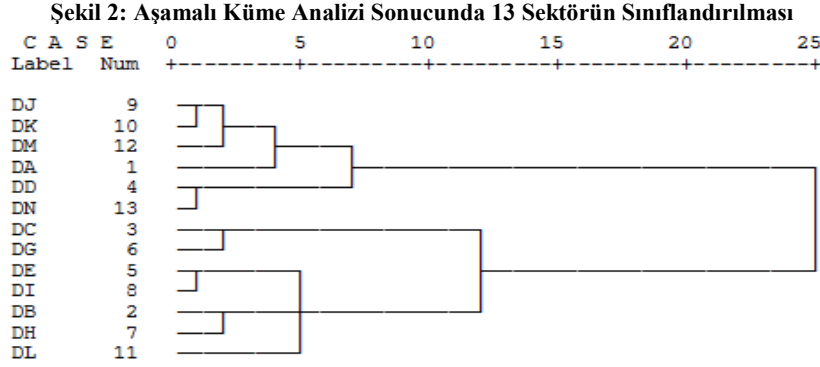 Şekil 2: Aşamalı Küme Analizi Sonucunda 13 Sektörün Sınıflandırılması
C A S E 0 5 10 15 20 25
Label Num +---------+---------+---------+---------+---------+
DJ 9
DK 10
DM 12
DA 1
DD 4
DN 13
DC 3
DG 6
DE 5
DI 8
DB 2
DH 7
DL 11